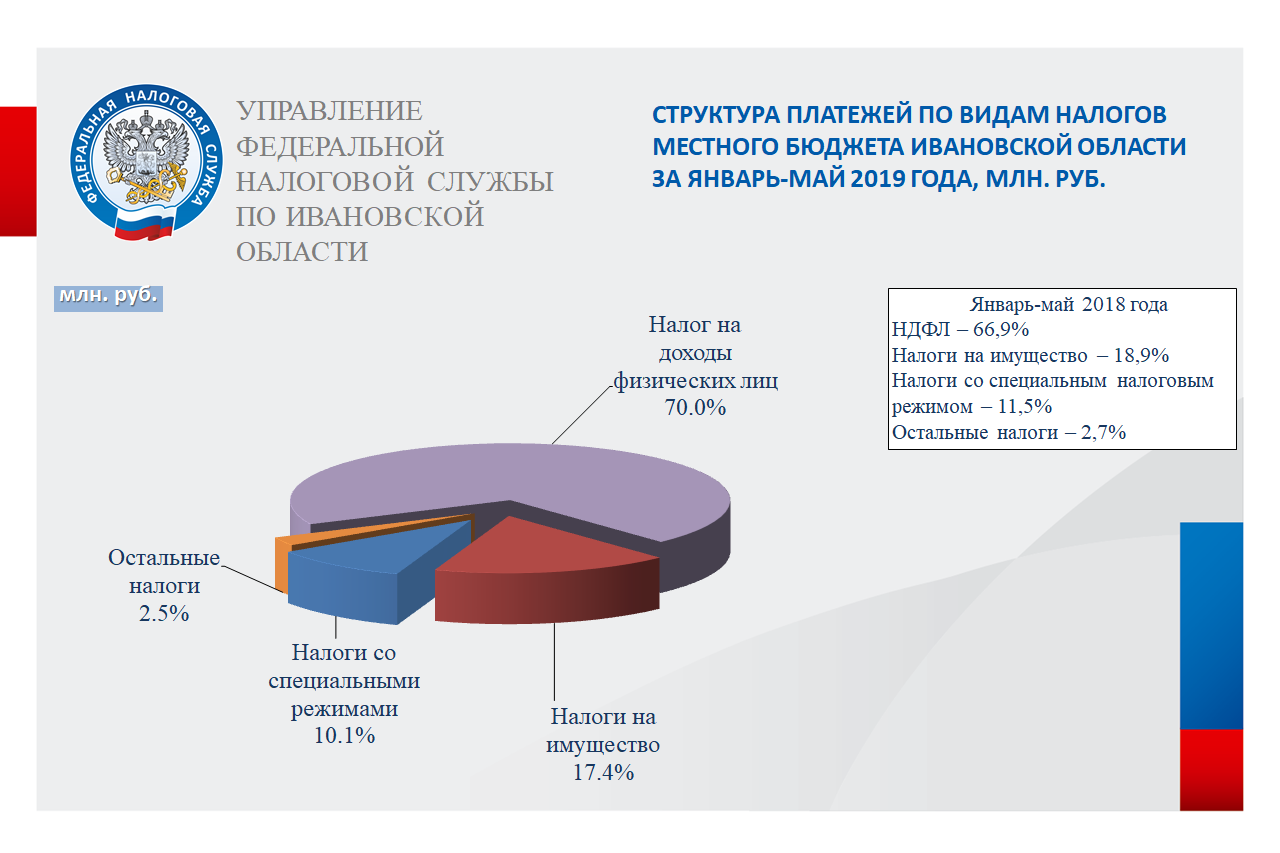 ФЕДЕРАЛЬНАЯ НАЛОГОВАЯ СЛУЖБА
УПРАВЛЕНИЕ
ФЕДЕРАЛЬНОЙ
НАЛОГОВОЙ СЛУЖБЫ
ПО ИВАНОВСКОЙ
ОБЛАСТИ
СТРУКТУРА ПЛАТЕЖЕЙ ПО ВИДАМ НАЛОГОВ
МЕСТНОГО БЮДЖЕТА ИВАНОВСКОЙ ОБЛАСТИ
ЗА ЯНВАРЬ-МАЙ 2019 ГОДА, МЛН. РУБ.
млн. руб.
Январь-май 2018 года
НДФЛ – 66,9%
Налоги на имущество – 18,9%
Налоги со специальным налоговым
режимом – 11,5%
Остальные налоги – 2,7%
Налог на
доходы
физических лиц
70.0%
Остальные
налоги
2.5%
Налоги со
специальными
режимами
10.1%
Налоги на
имущество
17.4%